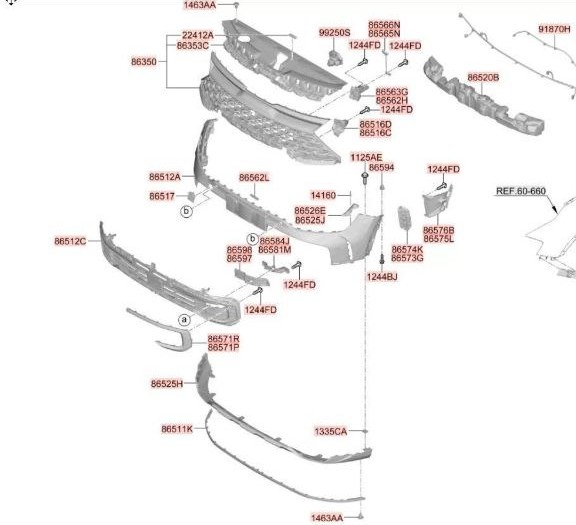 1463AA
86566N
86565N
99250S
91870H
22412A
86353C
1244FD
1244FD
86350
86520B
86563G
86562H
1244FD
86516D
86516C
1125AE
86594
1244FD
86512A
86562L
86517
14160
REF.60-660
86526E
86525J
b
86576B
86575L
b
86512C
86584J
86581M
86598
86597
86574K
86573G
1244BJ
1244FD
1244FD
a
86571R
86571P
86525H
86511K
1335CA
1463AA